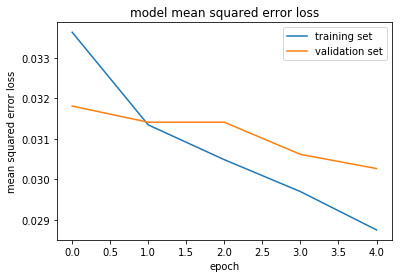 model mean squared error loss
training set
validation set
mean squared error loss
0.033
0.032
0.031
0.030
0.029
0.0 0.5 1.0 1.5 2.0 2.5 3.0 3.5 4.0
epoch